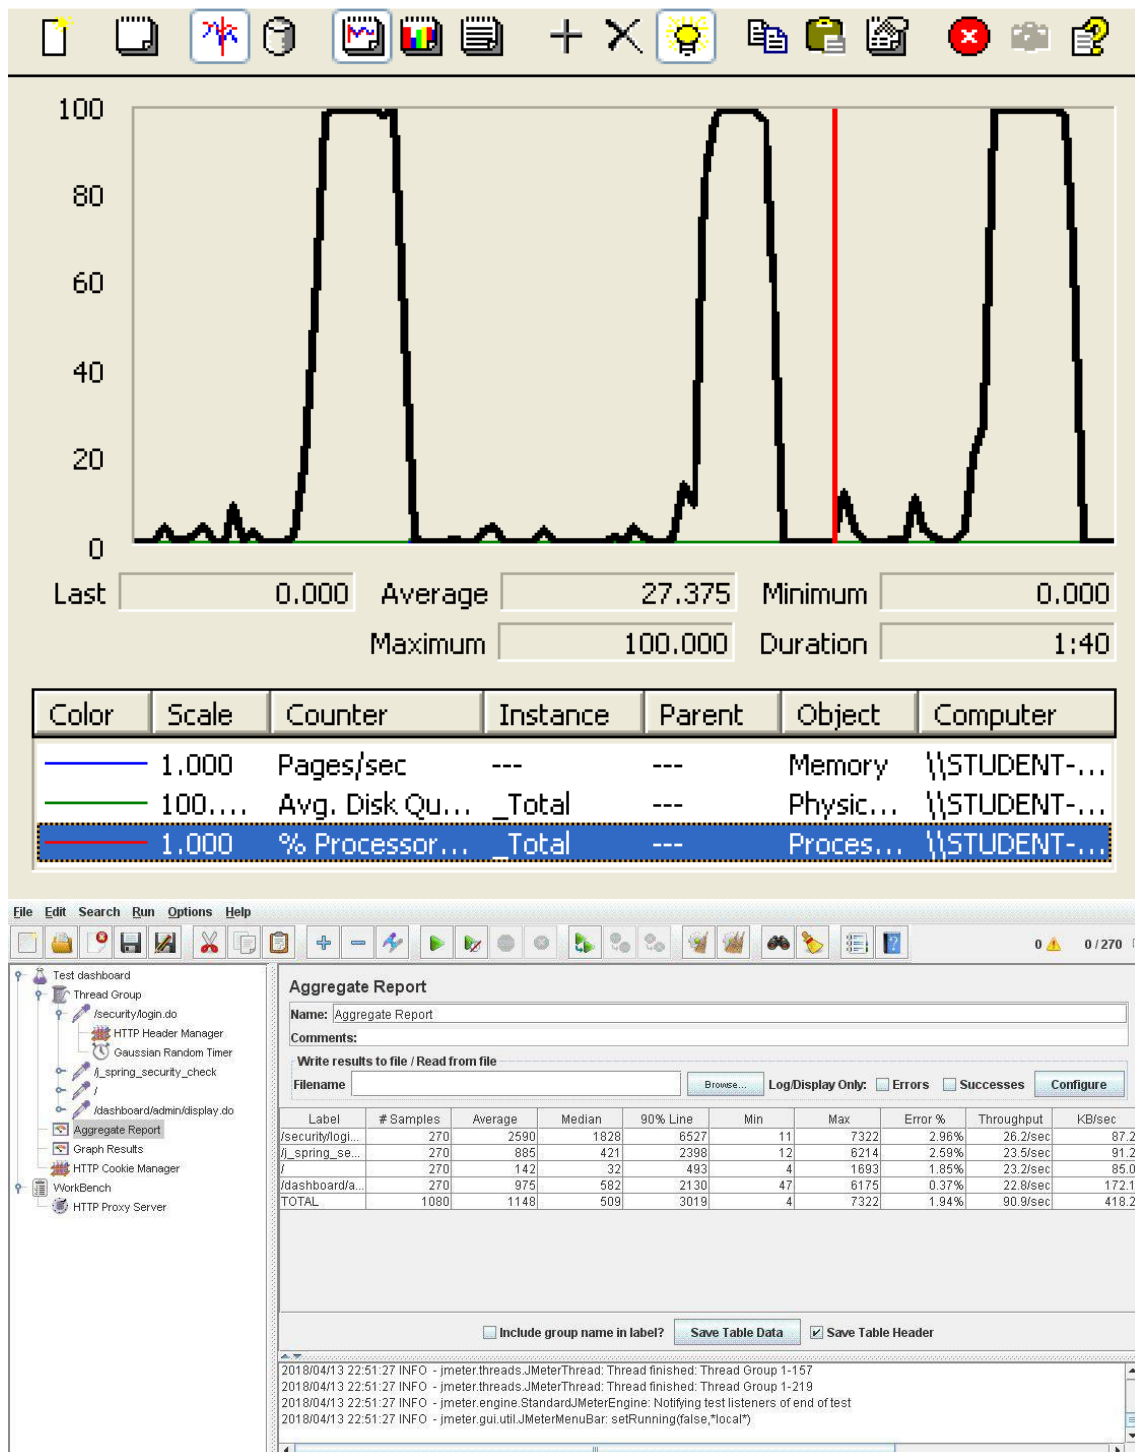 100
80
60
40
20
0
Last 0.000 Average 27.375 Minimum 0.000
Maximum 100.000 Duration 1:40
Color Scale Counter Instance Parent Object Computer
1.000 Pages/sec --- --- Memory \\STUDENT-...
100.... Avg. Disk Qu... _Total --- Physic... \\STUDENT-...
1.000 % Processor... _Total --- Proces... \\STUDENT-...
File Edit Search Run Options Help
0 0 / 270
Test dashboard
Thread Group
/security/login.do
HTTP Header Manager
Gaussian Random Timer
/j_spring_security_check
/
/dashboard/admin/display.do
Aggregate Report
Graph Results
HTTP Cookie Manager
WorkBench
HTTP Proxy Server
Aggregate Report
Name: Aggregate Report
Comments:
Write results to file / Read from file
Filename Browse... Log/Display Only: Errors Successes Configure
Label # Samples Average Median 90% Line Min Max Error % Throughput KB/sec
/security/logi... 270 2590 1828 6527 11 7322 2.96% 26.2/sec 87.2
/j_spring_se... 270 885 421 2398 12 6214 2.59% 23.5/sec 91.2
/ 270 142 32 493 4 1693 1.85% 23.2/sec 85.0
/dashboard/a... 270 975 582 2130 47 6175 0.37% 22.8/sec 172.1
TOTAL 1080 1148 509 3019 4 7322 1.94% 90.9/sec 418.2
Include group name in label? Save Table Data Save Table Header
2018/04/13 22:51:27 INFO - jmeter.threads.JMeterThread: Thread finished: Thread Group 1-157
2018/04/13 22:51:27 INFO - jmeter.threads.JMeterThread: Thread finished: Thread Group 1-219
2018/04/13 22:51:27 INFO - jmeter.engine.StandardJMeterEngine: Notifying test listeners of end of test
2018/04/13 22:51:27 INFO - jmeter.gui.util.JMeterMenuBar: setRunning(false,*local*)